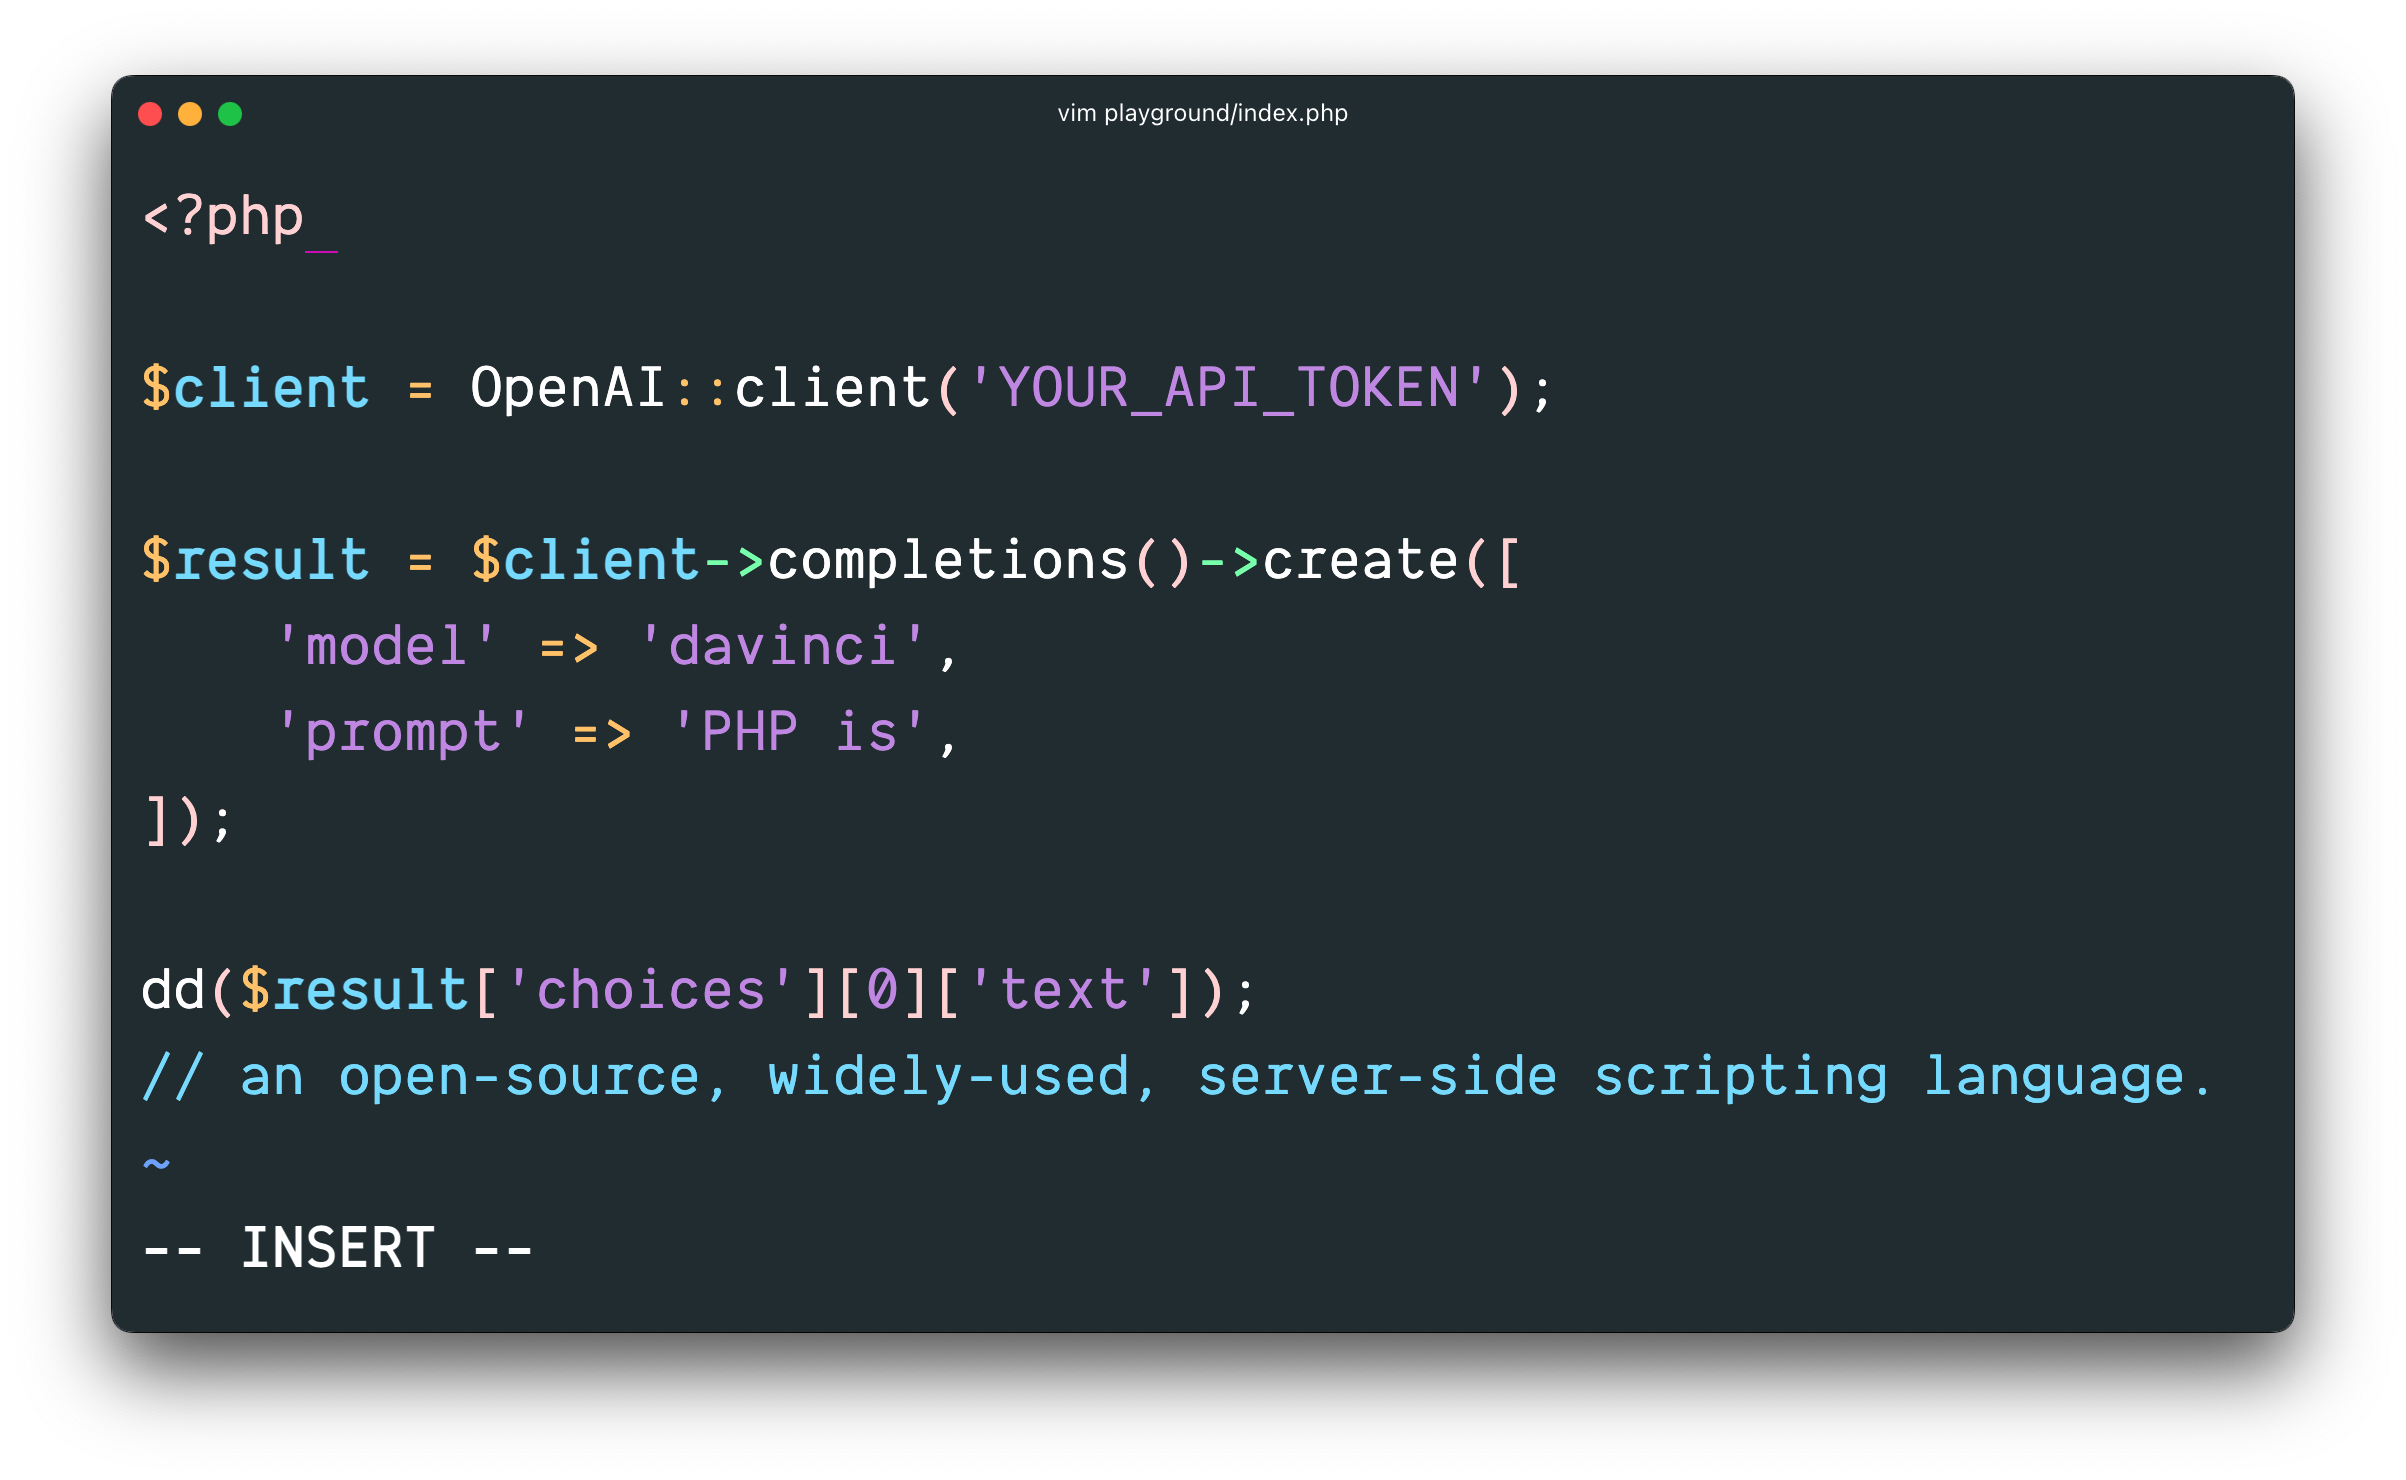 vim playground/index.php
<?php_
$client = OpenAI::client('YOUR_API_TOKEN');
$result = $client->completions()->create([
    'model' => 'davinci',
    'prompt' => 'PHP is',
]);
dd($result['choices'][0]['text']);
// an open-source, widely-used, server-side scripting language.
~
-- INSERT --